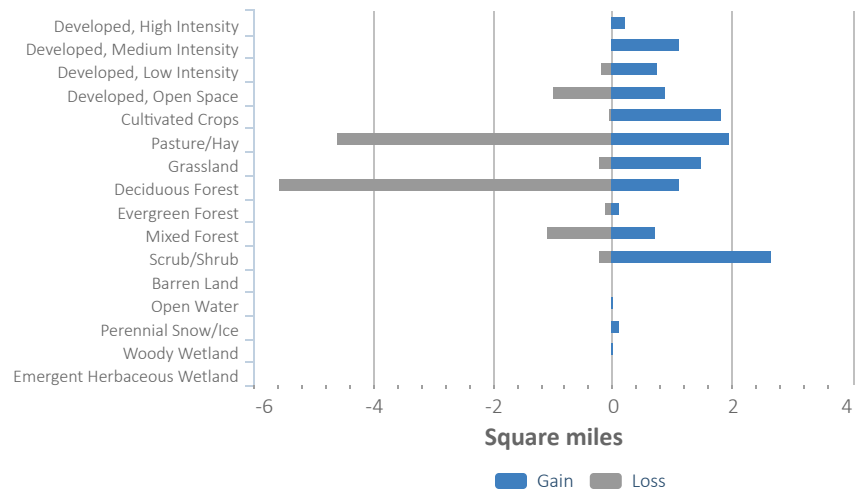 Developed, High Intensity
Developed, Medium Intensity
Developed, Low Intensity
Developed, Open Space
Cultivated Crops
Pasture/Hay
Grassland
Deciduous Forest
Evergreen Forest
Mixed Forest
Scrub/Shrub
Barren Land
Open Water
Perennial Snow/Ice
Woody Wetland
Emergent Herbaceous Wetland
-6 -4 -2 0 2 4
Square miles
Gain Loss